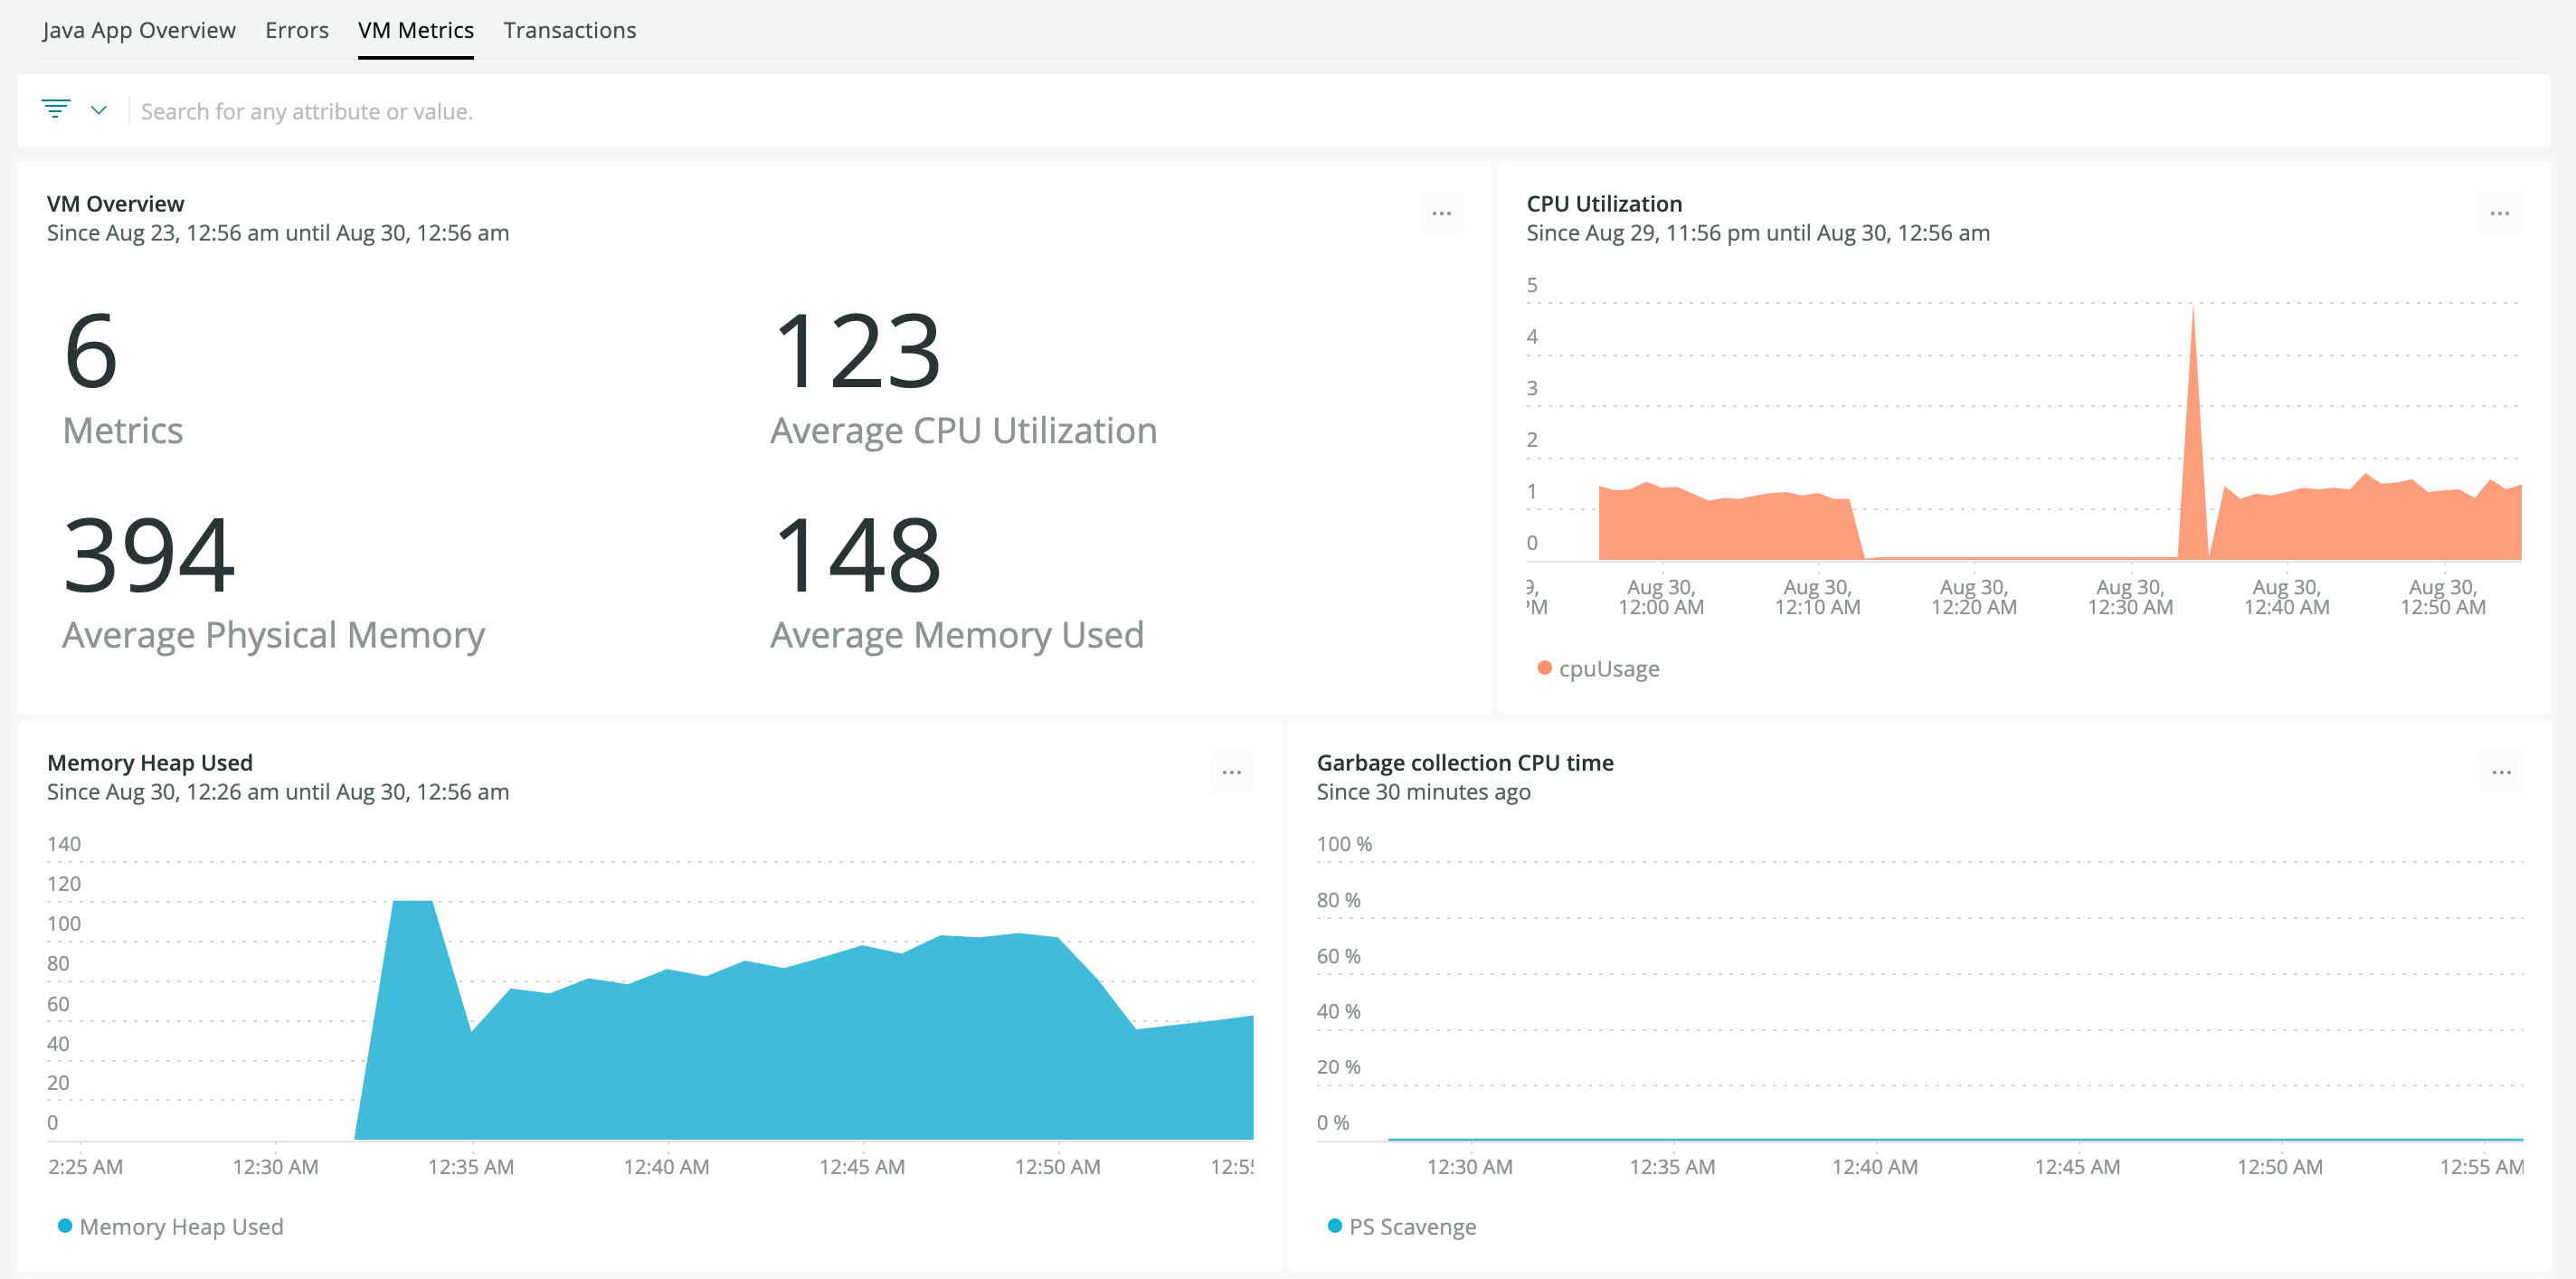 Java App Overview Errors VM Metrics Transactions
Search for any attribute or value.
VM Overview
Since Aug 23, 12:56 am until Aug 30, 12:56 am
6
Metrics
123
Average CPU Utilization
394
Average Physical Memory
148
Average Memory Used
CPU Utilization
Since Aug 29, 11:56 pm until Aug 30, 12:56 am
5
4
3
2
1
0
9,
PM
Aug 30,
12:00 AM
Aug 30,
12:10 AM
Aug 30,
12:20 AM
Aug 30,
12:30 AM
Aug 30,
12:40 AM
Aug 30,
12:50 AM
cpuUsage
Memory Heap Used
Since Aug 30, 12:26 am until Aug 30, 12:56 am
140
120
100
80
60
40
20
0
2:25 AM 12:30 AM 12:35 AM 12:40 AM 12:45 AM 12:50 AM 12:55
Memory Heap Used
Garbage collection CPU time
Since 30 minutes ago
100 %
80 %
60 %
40 %
20 %
0 %
12:30 AM 12:35 AM 12:40 AM 12:45 AM 12:50 AM 12:55 AM
PS Scavenge